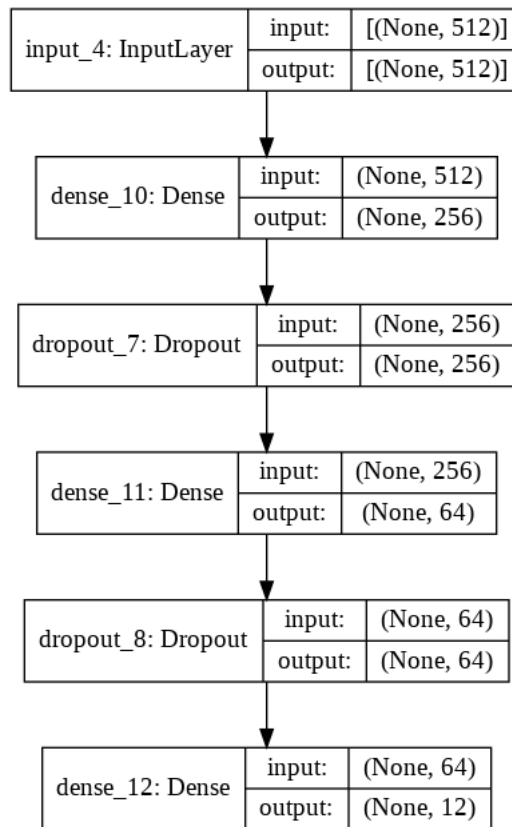 input_4: InputLayer
input: [(None, 512)]
output: [(None, 512)]
dense_10: Dense
input: (None, 512)
output: (None, 256)
dropout_7: Dropout
input: (None, 256)
output: (None, 256)
dense_11: Dense
input: (None, 256)
output: (None, 64)
dropout_8: Dropout
input: (None, 64)
output: (None, 64)
dense_12: Dense
input: (None, 64)
output: (None, 12)